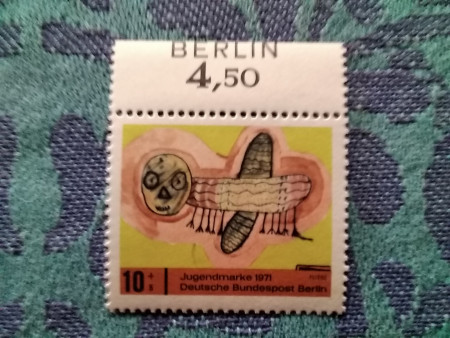 BERLIN
4,50
10+5 Jugendmarke 1971
Deutsche Bundespost Berlin